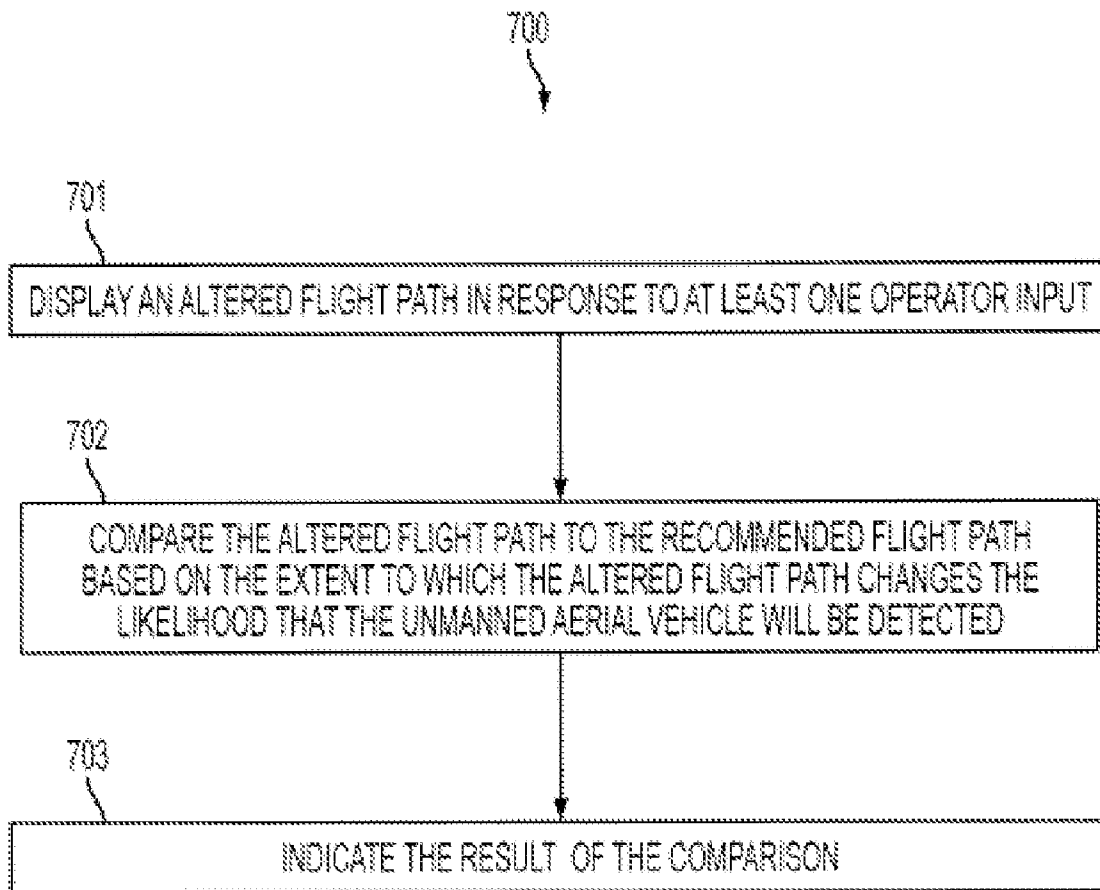 700
701
DISPLAY AN ALTERED FLIGHT PATH IN RESPONSE TO AT LEAST ONE OPERATOR INPUT
702
COMPARE THE ALTERED FLIGHT PATH TO THE RECOMMENDED FLIGHT PATH
BASED ON THE EXTENT TO WHICH THE ALTERED FLIGHT PATH CHANGES THE
LIKELIHOOD THAT THE UNMANNED AERIAL VEHICLE WILL BE DETECTED
703
INDICATE THE RESULT OF THE COMPARISON